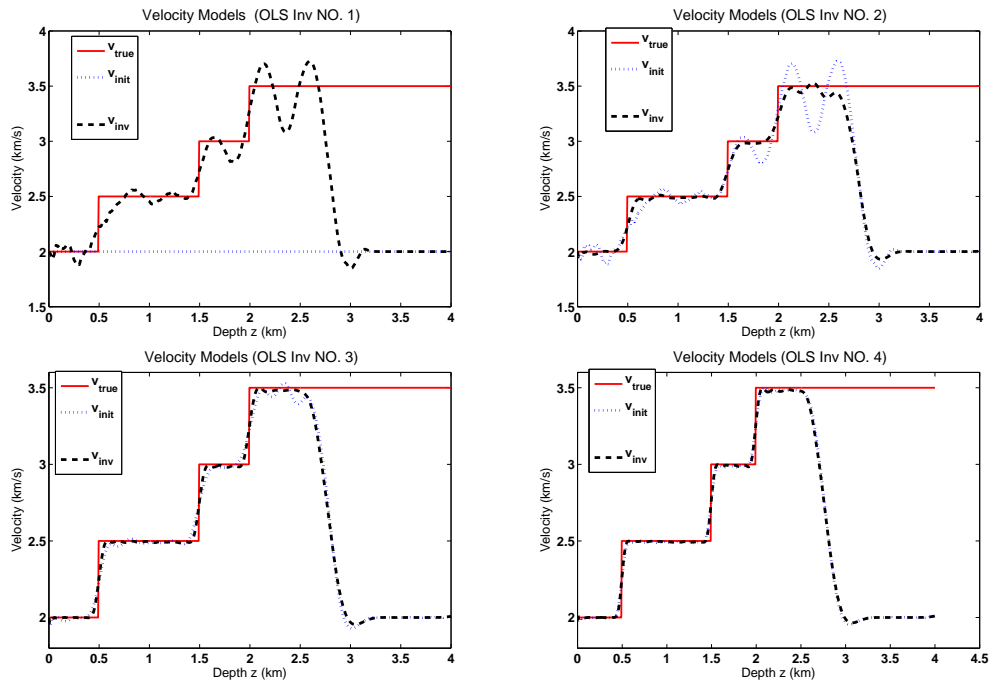 Velocity Models  (OLS Inv NO. 1)
4
3.5
3
2.5
2
1.5
Velocity (km/s)
v_true
v_init
v_inv
0 0.5 1 1.5 2 2.5 3 3.5 4
Depth z (km)
Velocity Models (OLS Inv NO. 2)
4
3.5
3
2.5
2
1.5
Velocity (km/s)
v_true
v_init
v_inv
0 0.5 1 1.5 2 2.5 3 3.5 4
Depth z (km)
Velocity Models (OLS Inv NO. 3)
3.5
3
2.5
2
Velocity (km/s)
v_true
v_init
v_inv
0 0.5 1 1.5 2 2.5 3 3.5 4
Depth z (km)
Velocity Models (OLS Inv NO. 4)
3.5
3
2.5
2
Velocity (km/s)
v_true
v_init
v_inv
0 0.5 1 1.5 2 2.5 3 3.5 4 4.5
Depth z (km)